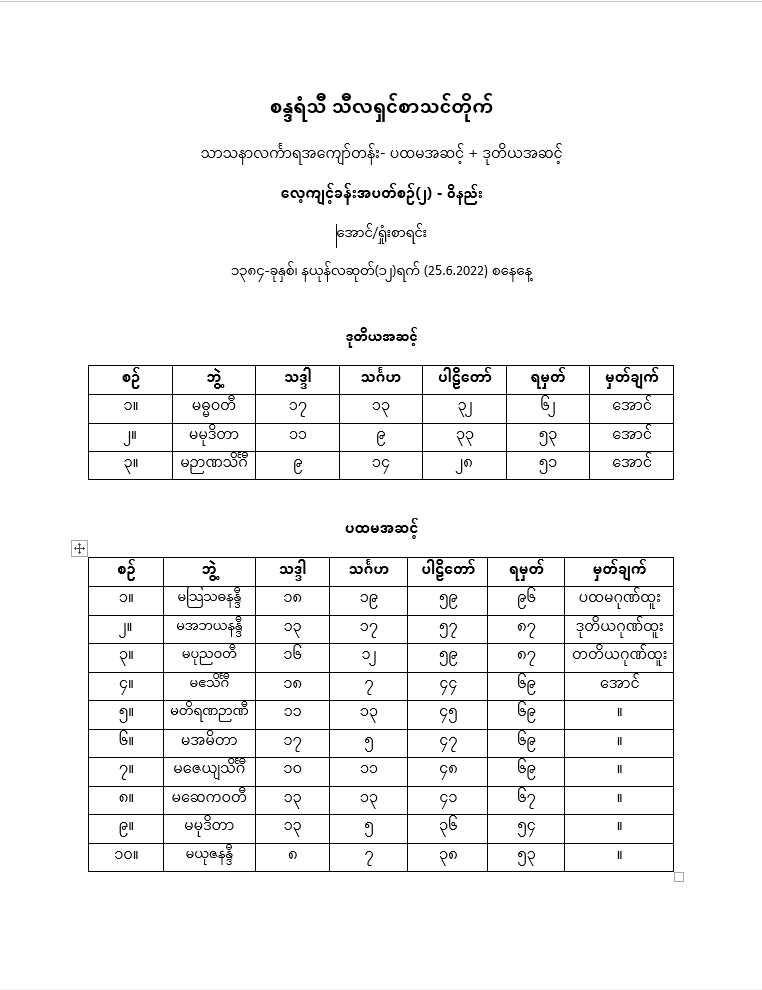 စန္ဒရံသီ သီလရှင်စာသင်တိုက်
သာသနာလင်္ကာရအကျော်တန်း- ပထမအဆင့် + ဒုတိယအဆင့်
လေ့ကျင့်ခန်းအပတ်စဉ်(၂) - ဝိနည်း
အောင်/ရှုံးစာရင်း
၁၃၈၄-ခုနှစ်၊ နယုန်လဆုတ်(၁၂)ရက် (25.6.2022) စနေနေ့
ဒုတိယအဆင့်
စဉ် ဘွဲ့ သဒ္ဒါ သင်္ဂဟ ပါဠိတော် ရမှတ် မှတ်ချက်
၁။ မဓမ္မဝတီ ၁၇ ၁၃ ၃၂ ၆၂ အောင်
၂။ မမုဒိတာ ၁၁ ၉ ၃၃ ၅၃ အောင်
၃။ မဉာဏသိင်္ဂီ ၉ ၁၄ ၂၈ ၅၁ အောင်
ပထမအဆင့်
စဉ် ဘွဲ့ သဒ္ဒါ သင်္ဂဟ ပါဠိတော် ရမှတ် မှတ်ချက်
၁။ မဩသဓနန္ဒီ ၁၈ ၁၉ ၅၉ ၉၆ ပထမဂုဏ်ထူး
၂။ မအဘယနန္ဒီ ၁၃ ၁၇ ၅၇ ၈၇ ဒုတိယဂုဏ်ထူး
၃။ မပုညဝတီ ၁၆ ၁၂ ၅၉ ၈၇ တတိယဂုဏ်ထူး
၄။ မဧသိင်္ဂီ ၁၈ ၇ ၄၄ ၆၉ အောင်
၅။ မတိရဏဉာဏီ ၁၁ ၁၃ ၄၅ ၆၉ ။
၆။ မအမိတာ ၁၇ ၅ ၄၇ ၆၉ ။
၇။ မဇေယျသိင်္ဂီ ၁၀ ၁၁ ၄၈ ၆၉ ။
၈။ မဆေကဝတီ ၁၃ ၁၃ ၄၁ ၆၇ ။
၉။ မမုဒိတာ ၁၃ ၅ ၃၆ ၅၄ ။
၁၀။ မယုဇနန္ဒီ ၈ ၇ ၃၈ ၅၃ ။